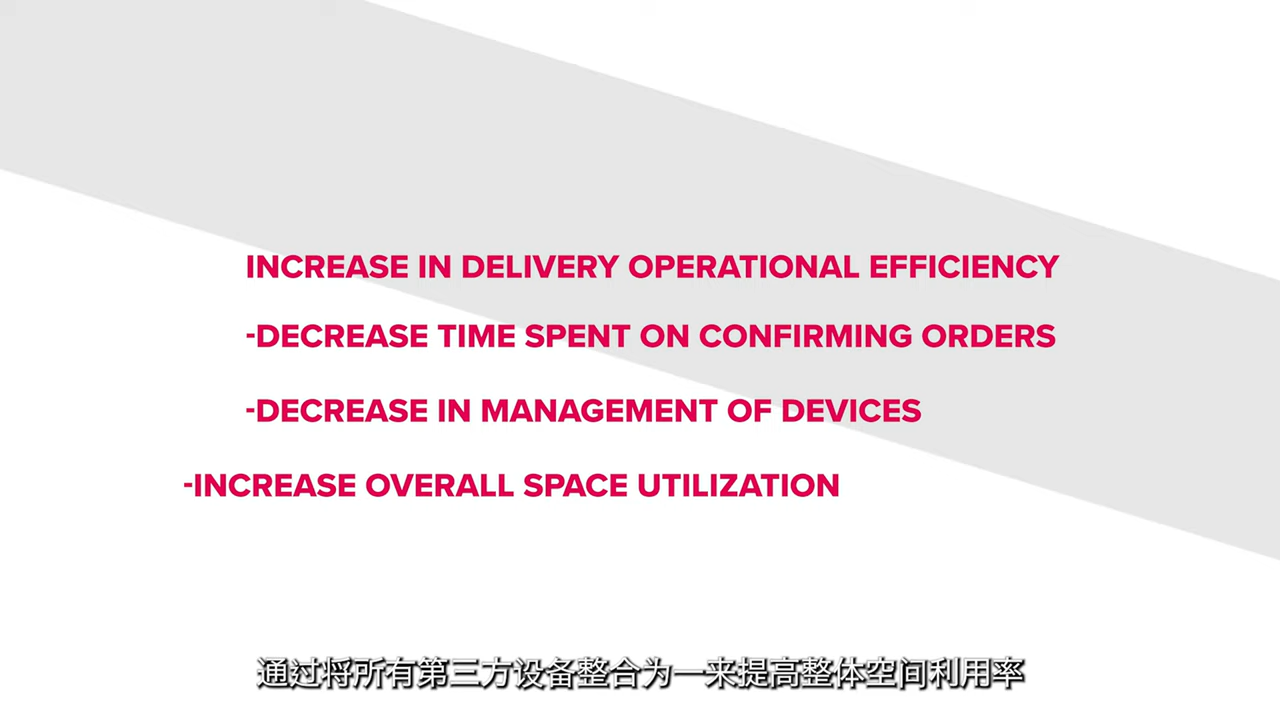 INCREASE IN DELIVERY OPERATIONAL EFFICIENCY
-DECREASE TIME SPENT ON CONFIRMING ORDERS
-DECREASE IN MANAGEMENT OF DEVICES
-INCREASE OVERALL SPACE UTILIZATION
通过将所有第三方设备整合为一来提高整体空间利用率